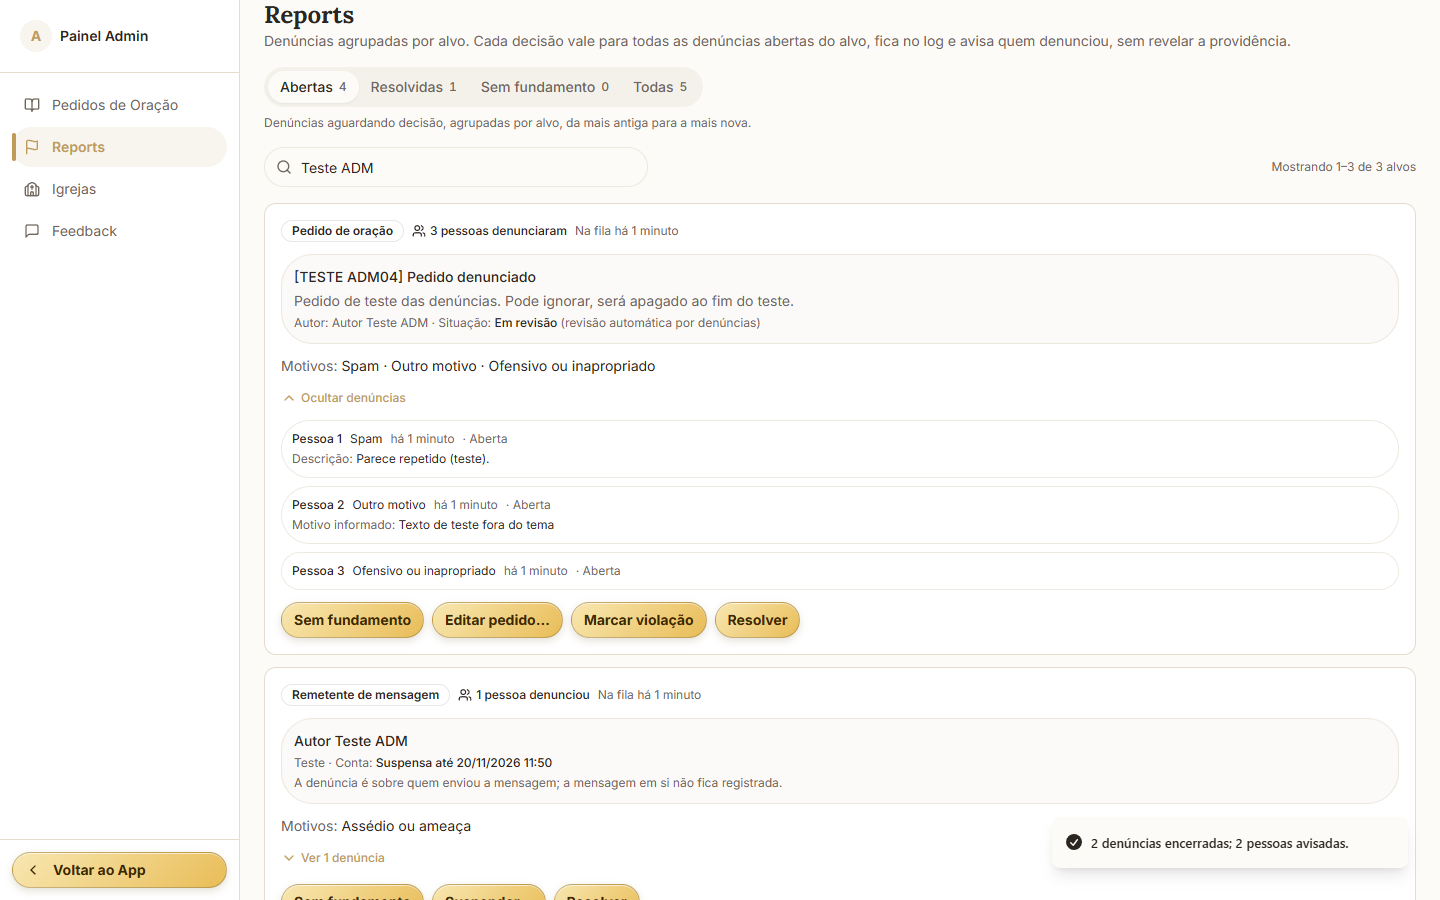 A Painel Admin
Pedidos de Oração
Reports
Igrejas
Feedback
Voltar ao App
Reports
Denúncias agrupadas por alvo. Cada decisão vale para todas as denúncias abertas do alvo, fica no log e avisa quem denunciou, sem revelar a providência.
Abertas 4 Resolvidas 1 Sem fundamento 0 Todas 5
Denúncias aguardando decisão, agrupadas por alvo, da mais antiga para a mais nova.
Teste ADM
Mostrando 1–3 de 3 alvos
Pedido de oração 3 pessoas denunciaram Na fila há 1 minuto
[TESTE ADM04] Pedido denunciado
Pedido de teste das denúncias. Pode ignorar, será apagado ao fim do teste.
Autor: Autor Teste ADM · Situação: Em revisão (revisão automática por denúncias)
Motivos: Spam · Outro motivo · Ofensivo ou inapropriado
Ocultar denúncias
Pessoa 1 Spam há 1 minuto · Aberta
Descrição: Parece repetido (teste).
Pessoa 2 Outro motivo há 1 minuto · Aberta
Motivo informado: Texto de teste fora do tema
Pessoa 3 Ofensivo ou inapropriado há 1 minuto · Aberta
Sem fundamento Editar pedido... Marcar violação Resolver
Remetente de mensagem 1 pessoa denunciou Na fila há 1 minuto
Autor Teste ADM
Teste · Conta: Suspensa até 20/11/2026 11:50
A denúncia é sobre quem enviou a mensagem; a mensagem em si não fica registrada.
Motivos: Assédio ou ameaça
Ver 1 denúncia
Sem fundamento Suspender... Resolver
2 denúncias encerradas; 2 pessoas avisadas.